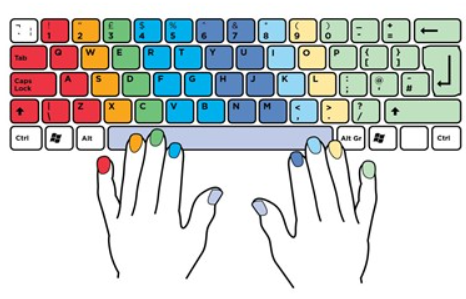 ! 1 " 2 £ 3 $ 4 % 5 ^ 6 & 7 * 8 ( 9 ) 0 _ - + =
Tab Q W E R T Y U I O P { [ } ]
Caps Lock A S D F G H J K L : ; @ ' ~ #
| \ Z X C V B N M < , > . ? /
Ctrl Alt Alt Gr Ctrl